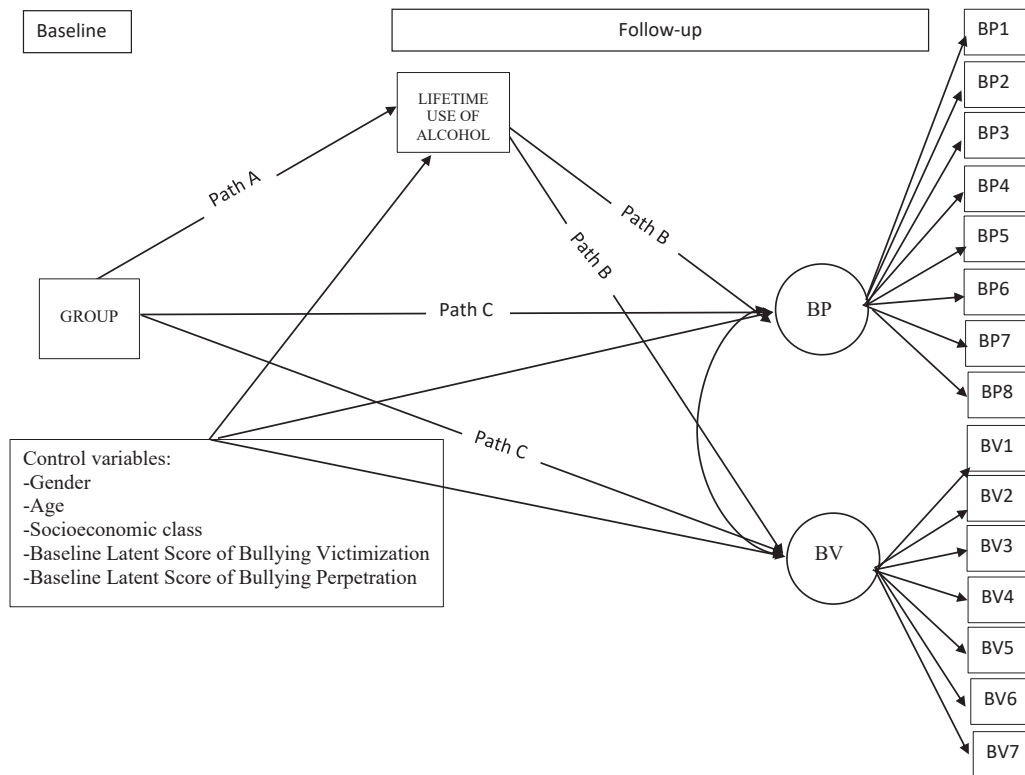 Baseline
Follow-up
LIFETIME
USE OF
ALCOHOL
Path A
Path B
Path B
GROUP
Path C
Path C
BP
BV
Control variables:
-Gender
-Age
-Socioeconomic class
-Baseline Latent Score of Bullying Victimization
-Baseline Latent Score of Bullying Perpetration
BP1
BP2
BP3
BP4
BP5
BP6
BP7
BP8
BV1
BV2
BV3
BV4
BV5
BV6
BV7